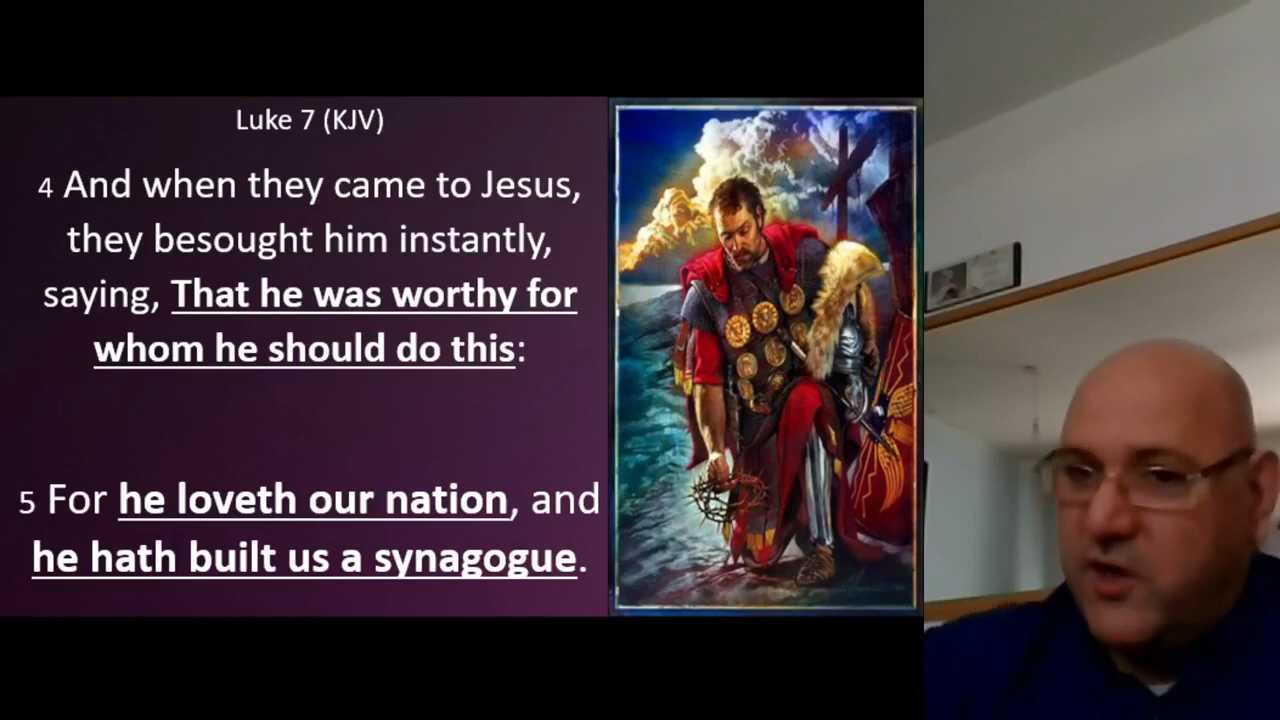 Luke 7 (KJV)
4 And when they came to Jesus,
they besought him instantly,
saying, That he was worthy for
whom he should do this:
5 For he loveth our nation, and
he hath built us a synagogue.